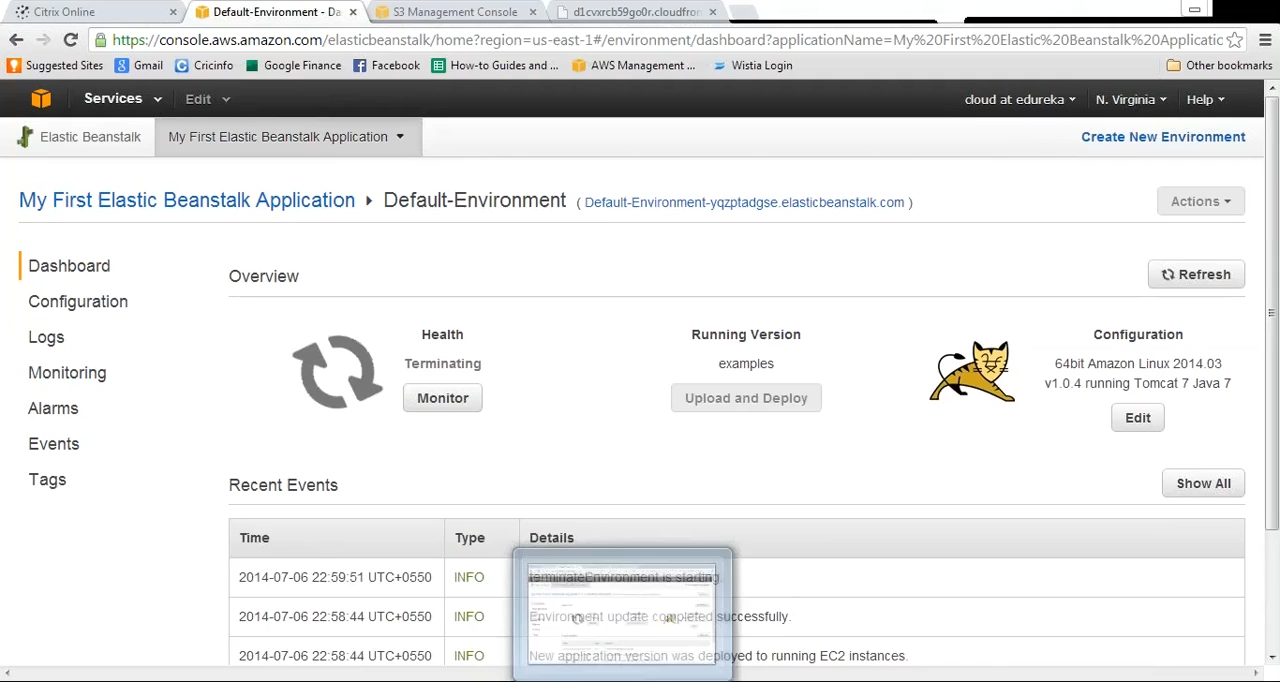 Citrix Online
Default-Environment - Da
S3 Management Console
d1cvxrcb59go0r.cloudfron
https://console.aws.amazon.com/elasticbeanstalk/home?region=us-east-1#/environment/dashboard?applicationName=My%20First%20Elastic%20Beanstalk%20Applicatic
Suggested Sites Gmail Cricinfo Google Finance Facebook How-to Guides and ... AWS Management ... Wistia Login Other bookmarks
Services Edit cloud at edureka N. Virginia Help
Elastic Beanstalk My First Elastic Beanstalk Application Create New Environment
My First Elastic Beanstalk Application Default-Environment ( Default-Environment-yqzptadgse.elasticbeanstalk.com ) Actions
Dashboard
Configuration
Logs
Monitoring
Alarms
Events
Tags
Overview Refresh
Health
Terminating
Monitor
Running Version
examples
Upload and Deploy
Configuration
64bit Amazon Linux 2014.03
v1.0.4 running Tomcat 7 Java 7
Edit
Recent Events Show All
Time Type Details
2014-07-06 22:59:51 UTC+0550 INFO terminateEnvironment is starting.
2014-07-06 22:58:44 UTC+0550 INFO Environment update completed successfully.
2014-07-06 22:58:44 UTC+0550 INFO New application version was deployed to running EC2 instances.